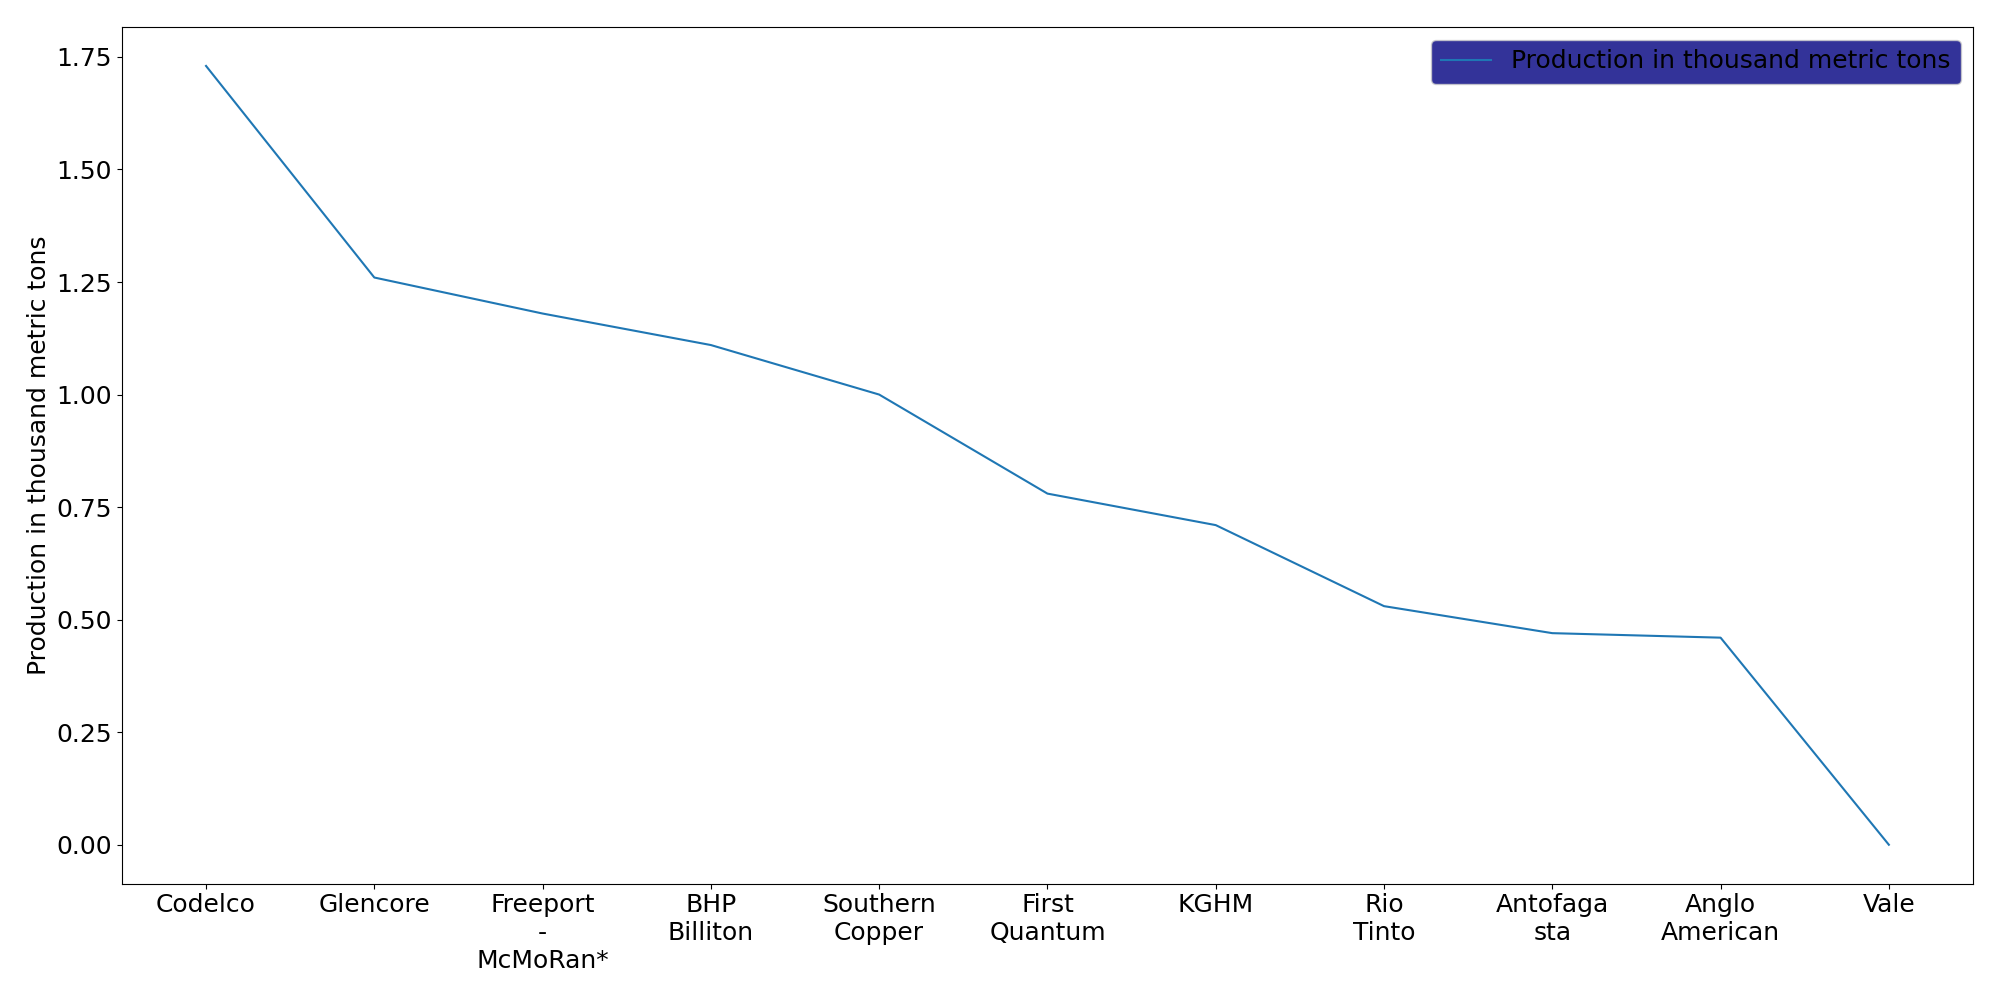 Production in thousand metric tons
Production in thousand metric tons
1.75
1.50
1.25
1.00
0.75
0.50
0.25
0.00
Codelco
Glencore
Freeport
-
McMoRan*
BHP
Billiton
Southern
Copper
First
Quantum
KGHM
Rio
Tinto
Antofaga
sta
Anglo
American
Vale